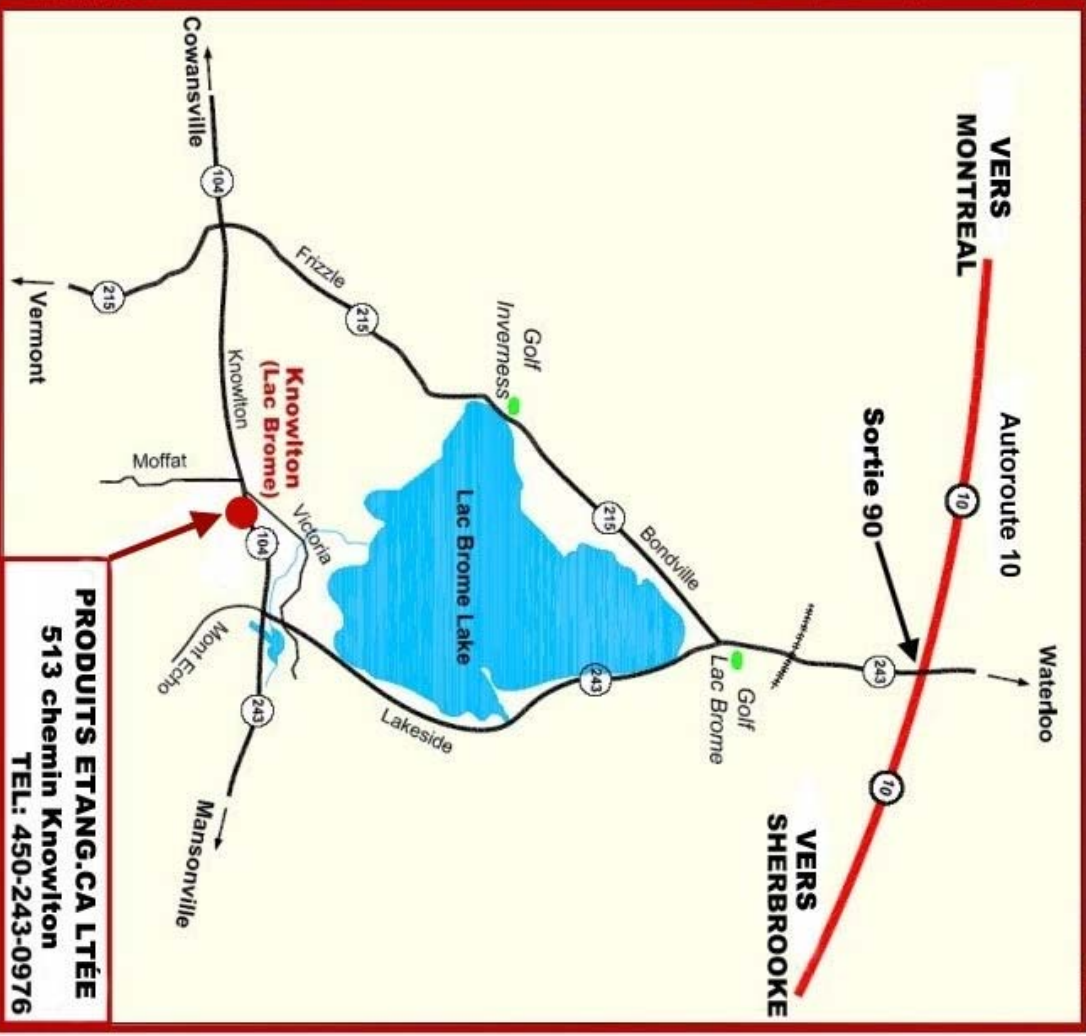 VERS
MONTREAL
Autoroute 10
10
Sortie 90
Waterloo
243
10
VERS
SHERBROOKE
Golf
Lac Brome
Bondville
215
243
Golf
Inverness
Lac Brome Lake
Frizzle
215
Lakeside
Cowansville
104
Knowlton
Knowlton
(Lac Brome)
Victoria
Moffat
104
Mont Echo
243
Mansonville
215
Vermont
PRODUITS ETANG.CA LTÉE
513 chemin Knowlton
TEL: 450-243-0976